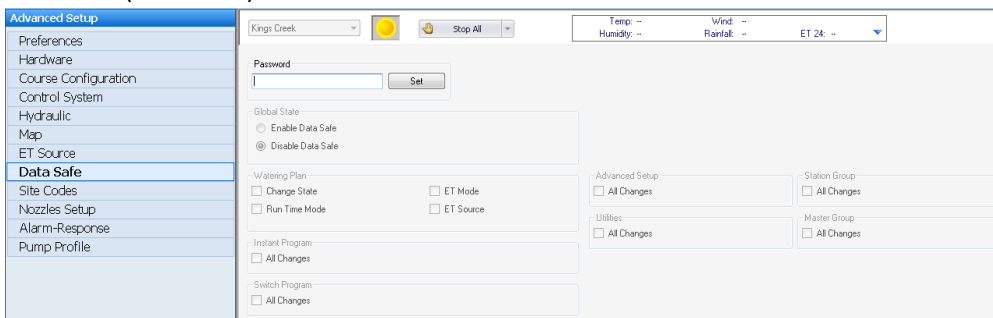 Advanced Setup
Preferences
Hardware
Course Configuration
Control System
Hydraulic
Map
ET Source
Data Safe
Site Codes
Nozzles Setup
Alarm-Response
Pump Profile
Kings Creek
Stop All
Temp: -- Wind: --
Humidity: -- Rainfall: -- ET 24: --
Password
Set
Global State
Enable Data Safe
Disable Data Safe
Watering Plan
Change State ET Mode
Run Time Mode ET Source
Instant Program
All Changes
Switch Program
All Changes
Advanced Setup
All Changes
Utilities
All Changes
Station Group
All Changes
Master Group
All Changes